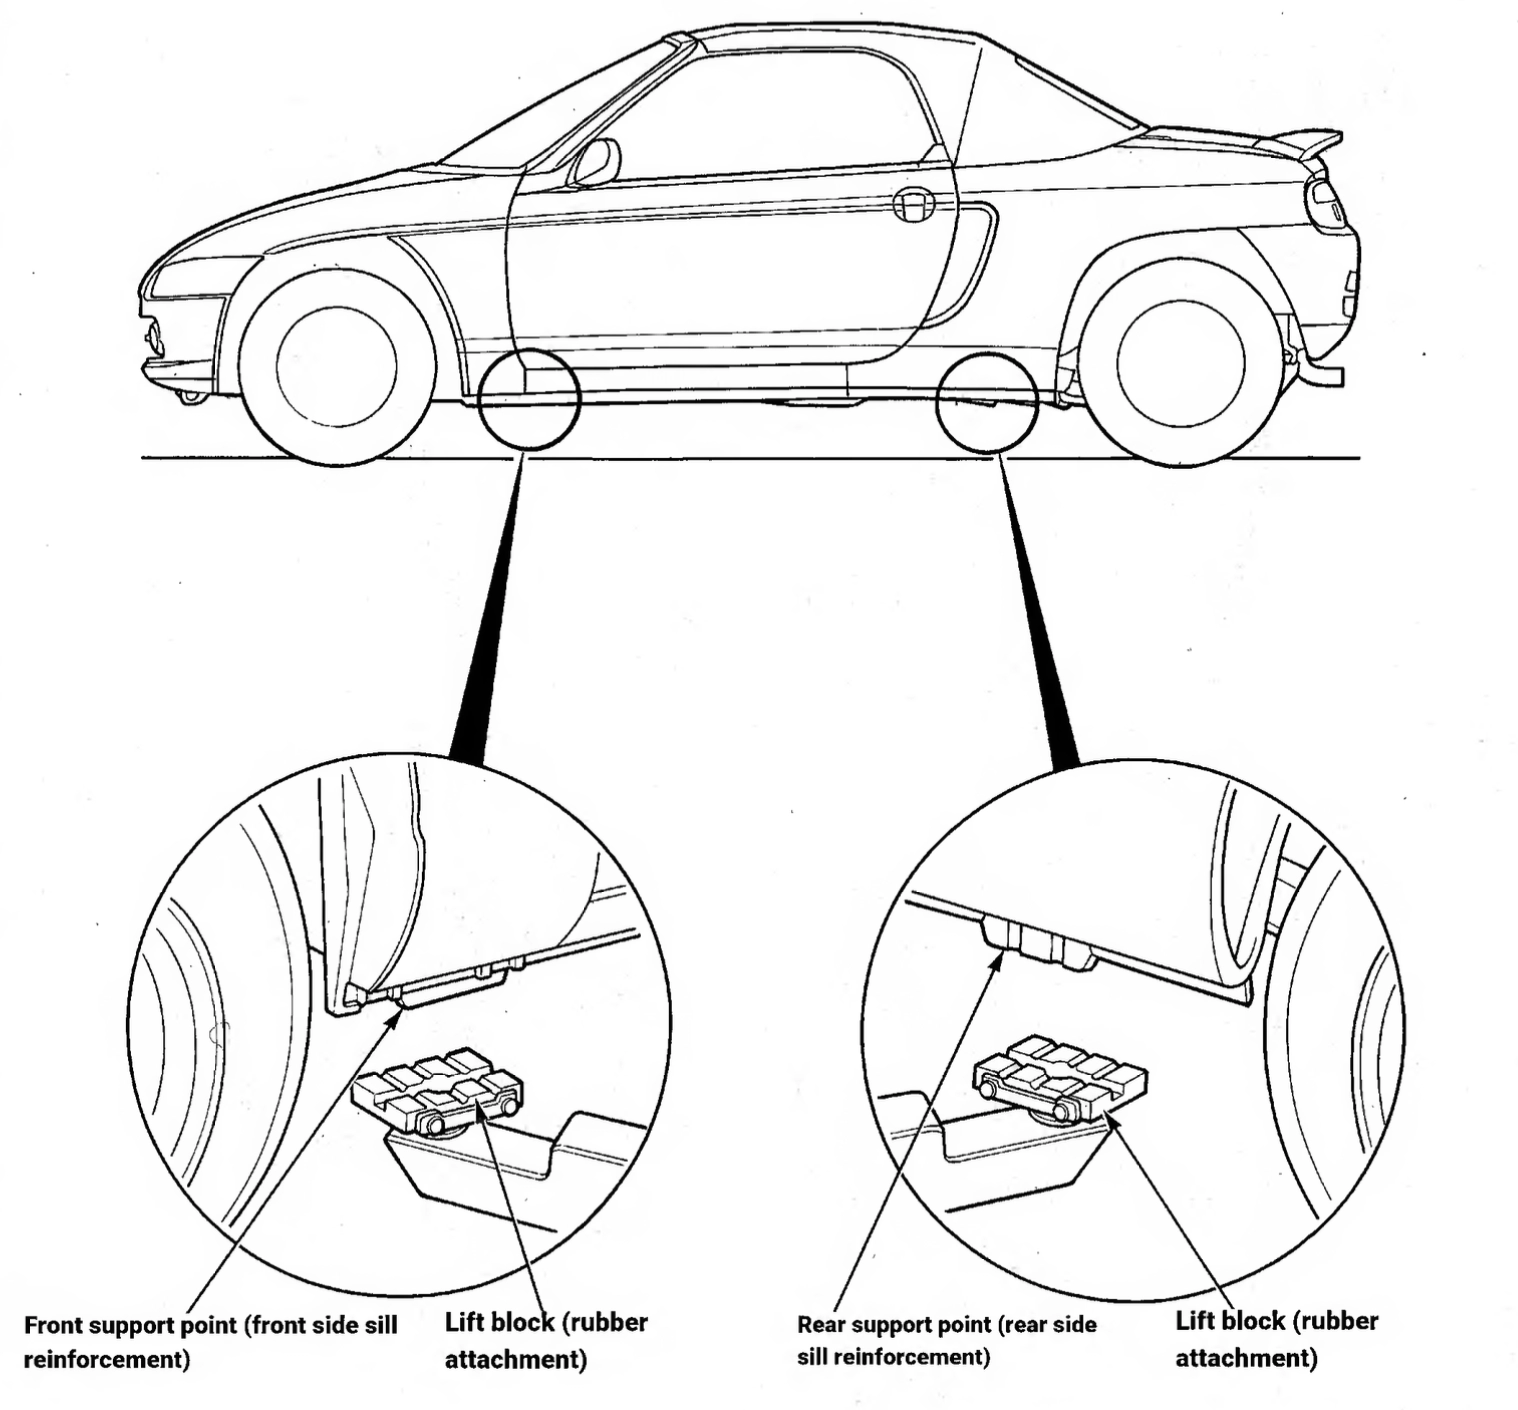 Front support point (front side sill
reinforcement)
Lift block (rubber
attachment)
Rear support point (rear side
sill reinforcement)
Lift block (rubber
attachment)